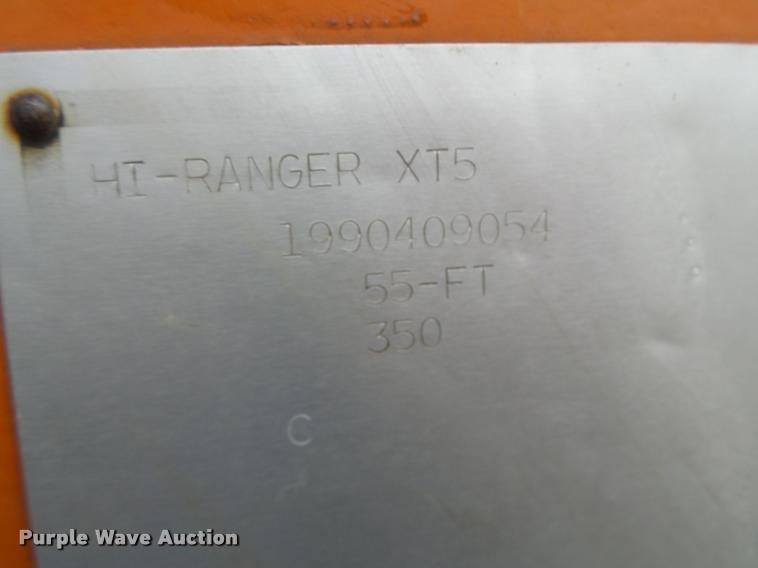 HI-RANGER XT5
1990409054
55-FT
350
C
Purple Wave Auction